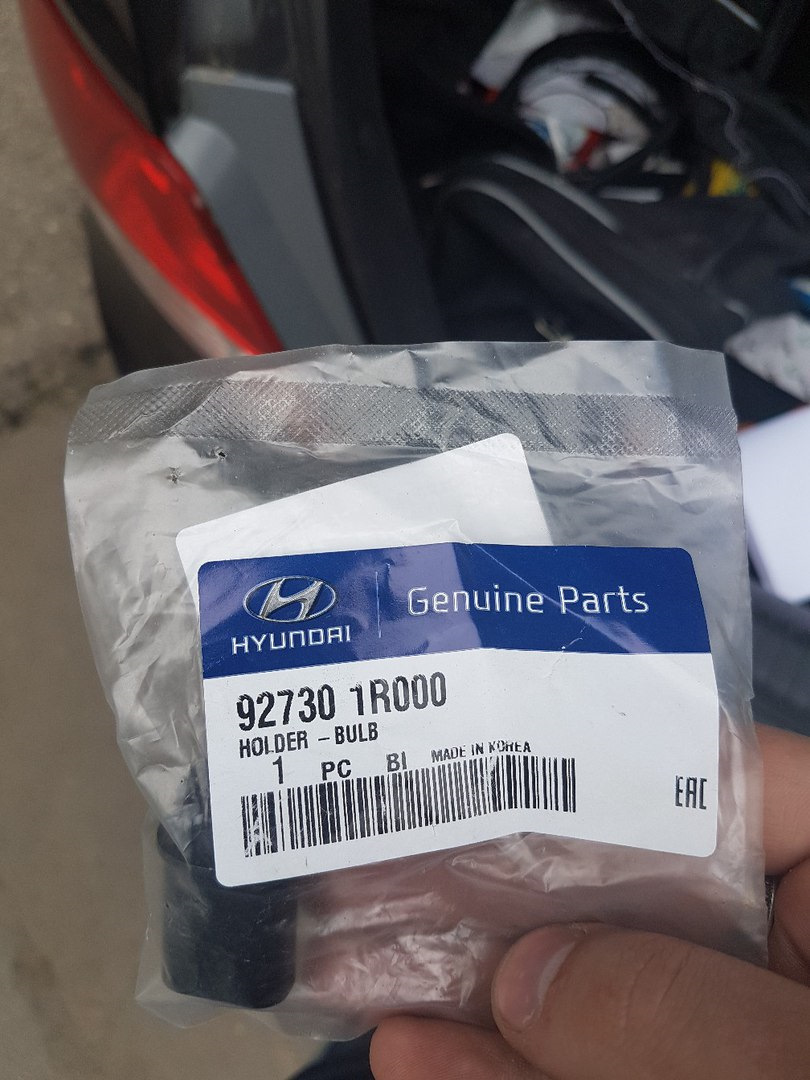 HYUNDAI
Genuine Parts
92730 1R000
HOLDER - BULB
1 PC BI MADE IN KOREA
EAC